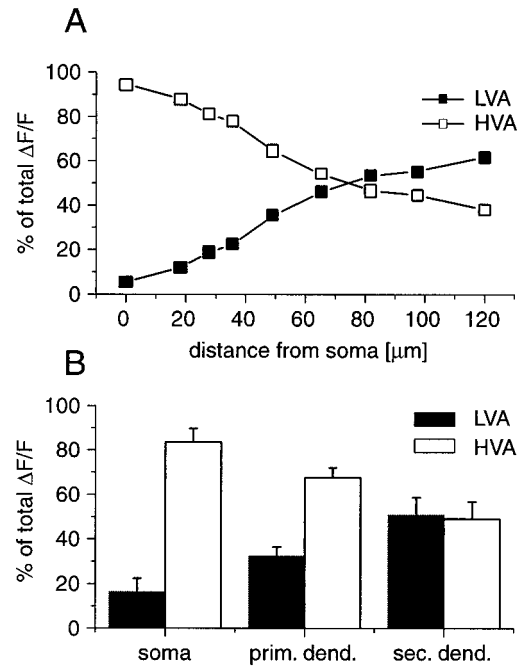 A
100
80
60
40
20
0
% of total ΔF/F
LVA
HVA
0 20 40 60 80 100 120
distance from soma [µm]
B
100
80
60
40
20
0
% of total ΔF/F
LVA
HVA
soma prim. dend. sec. dend.